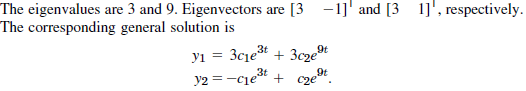 The eigenvalues are 3 and 9. Eigenvectors are [3 −1]ᵀ and [3 1]ᵀ, respectively.
The corresponding general solution is
y₁ = 3c₁e³ᵗ + 3c₂e⁹ᵗ
y₂ = −c₁e³ᵗ + c₂e⁹ᵗ.